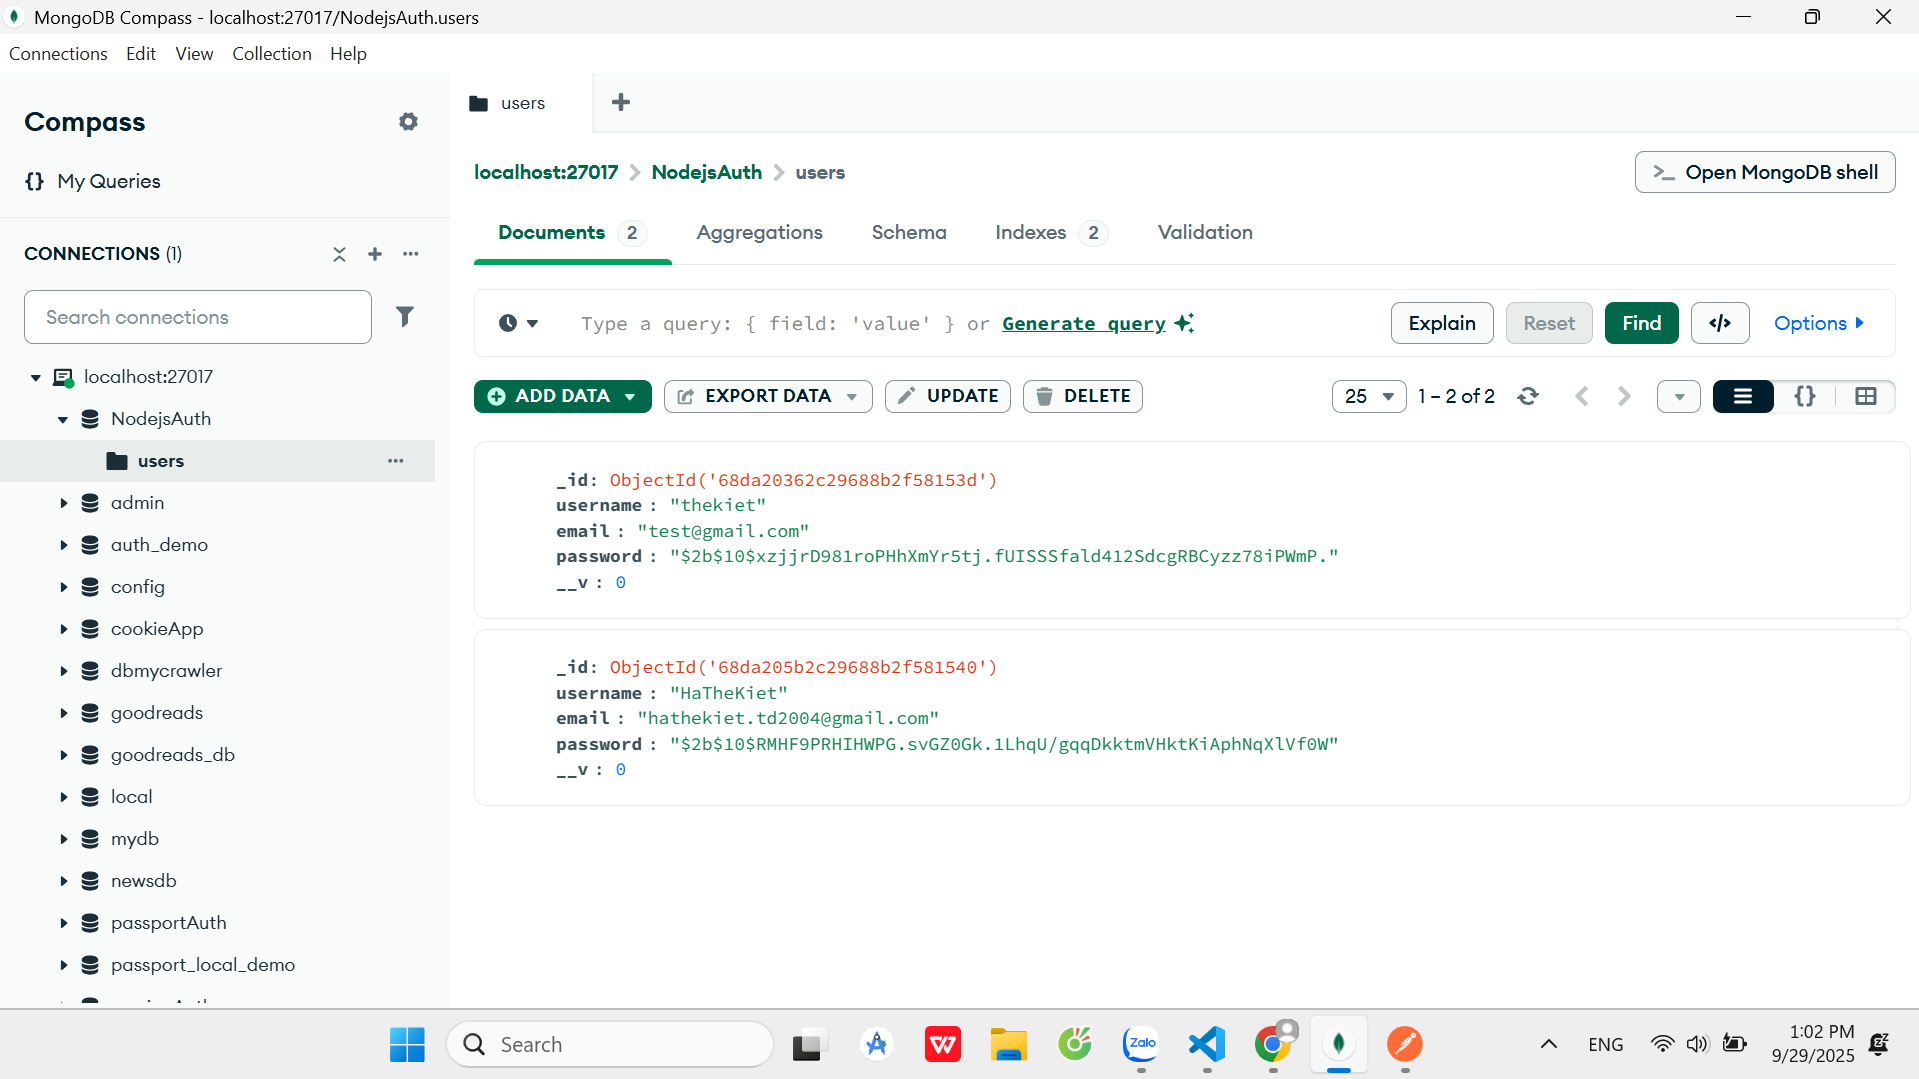 MongoDB Compass - localhost:27017/NodejsAuth.users
Connections Edit View Collection Help
Compass
{} My Queries
CONNECTIONS (1)
Search connections
localhost:27017
NodejsAuth
users
admin
auth_demo
config
cookieApp
dbmycrawler
goodreads
goodreads_db
local
mydb
newsdb
passportAuth
passport_local_demo
users
localhost:27017 > NodejsAuth > users
>_ Open MongoDB shell
Documents 2 Aggregations Schema Indexes 2 Validation
Type a query: { field: 'value' } or Generate query
Explain Reset Find </> Options
ADD DATA EXPORT DATA UPDATE DELETE
25 1 – 2 of 2 {}
_id: ObjectId('68da20362c29688b2f58153d')
username : "thekiet"
email : "test@gmail.com"
password : "$2b$10$xzjjrD981roPHhXmYr5tj.fUISSSfald412SdcgRBCyzz78iPWmP."
__v : 0
_id: ObjectId('68da205b2c29688b2f581540')
username : "HaTheKiet"
email : "hathekiet.td2004@gmail.com"
password : "$2b$10$RMHF9PRHIHWPG.svGZ0Gk.1LhqU/gqqDkktmVHktKiAphNqXlVf0W"
__v : 0
Search
Zalo
ENG
1:02 PM
9/29/2025